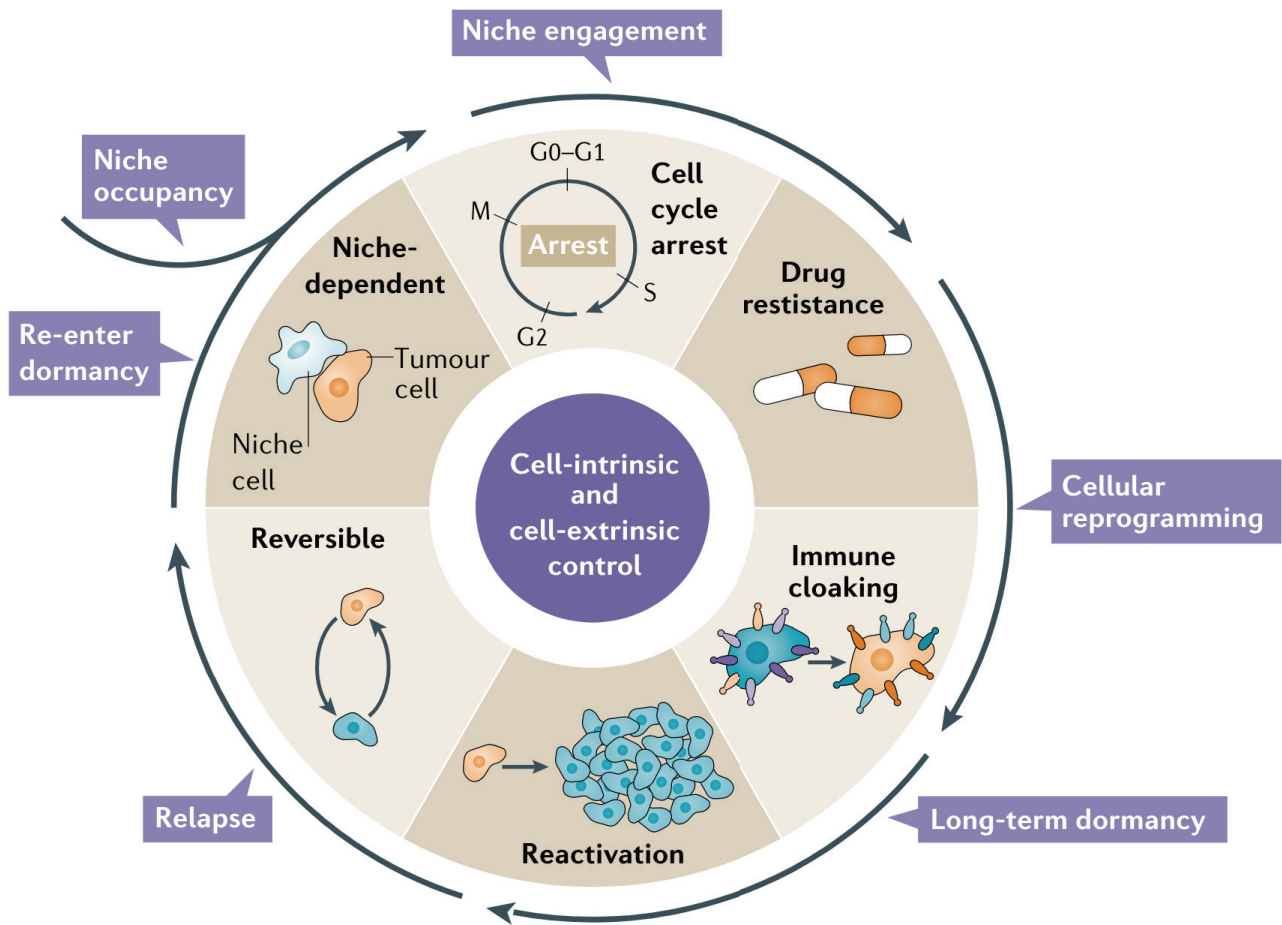 Niche engagement
Niche
occupancy
Re-enter
dormancy
Niche-
dependent
Tumour
cell
Niche
cell
G0–G1
M
Arrest
S
G2
Cell
cycle
arrest
Drug
restistance
Cellular
reprogramming
Cell-intrinsic
and
cell-extrinsic
control
Immune
cloaking
Reversible
Reactivation
Relapse
Long-term dormancy